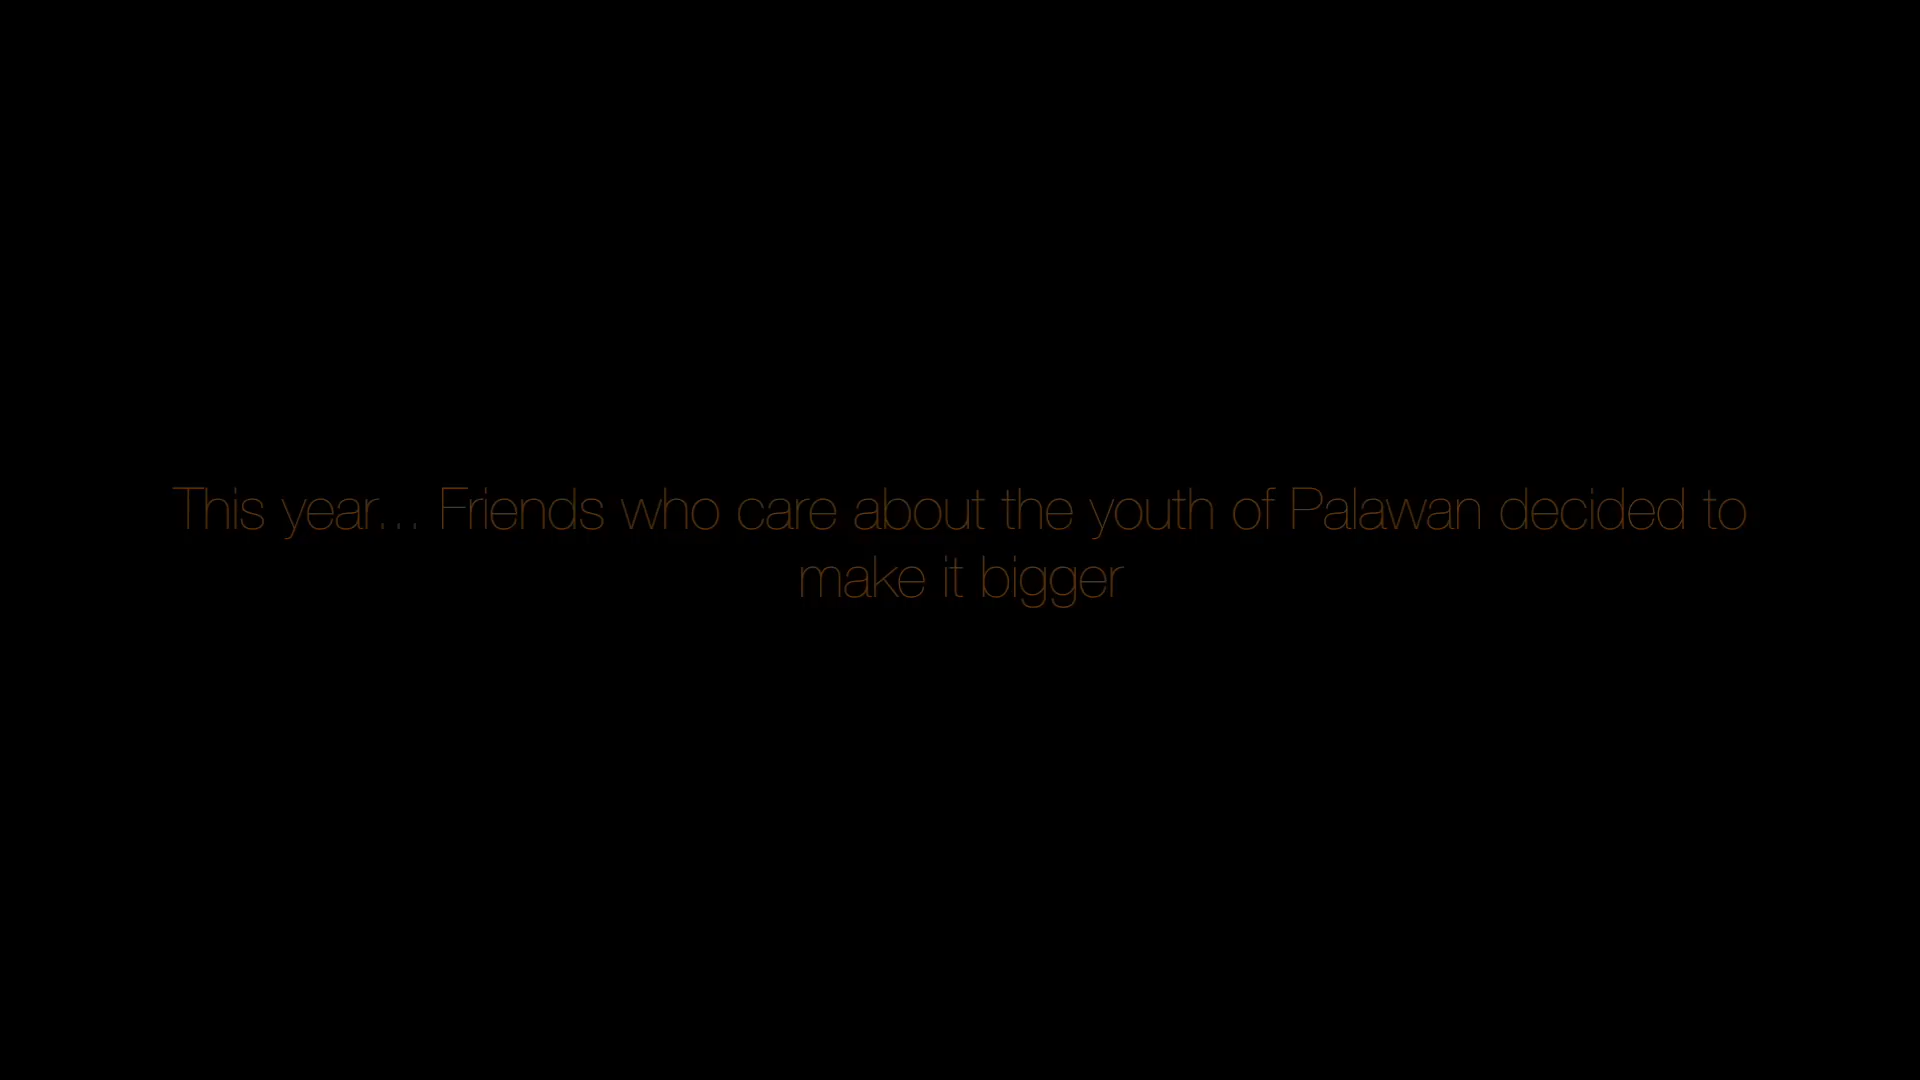 This year... Friends who care about the youth of Palawan decided to
make it bigger